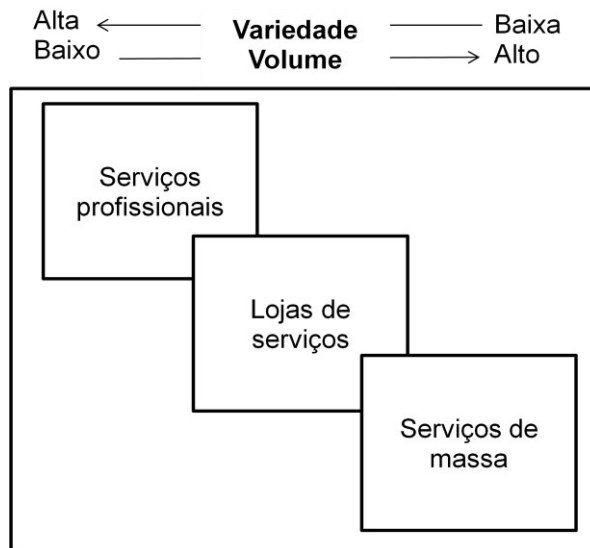 Alta Variedade Baixa
Baixo Volume Alto
Serviços
profissionais
Lojas de
serviços
Serviços de
massa